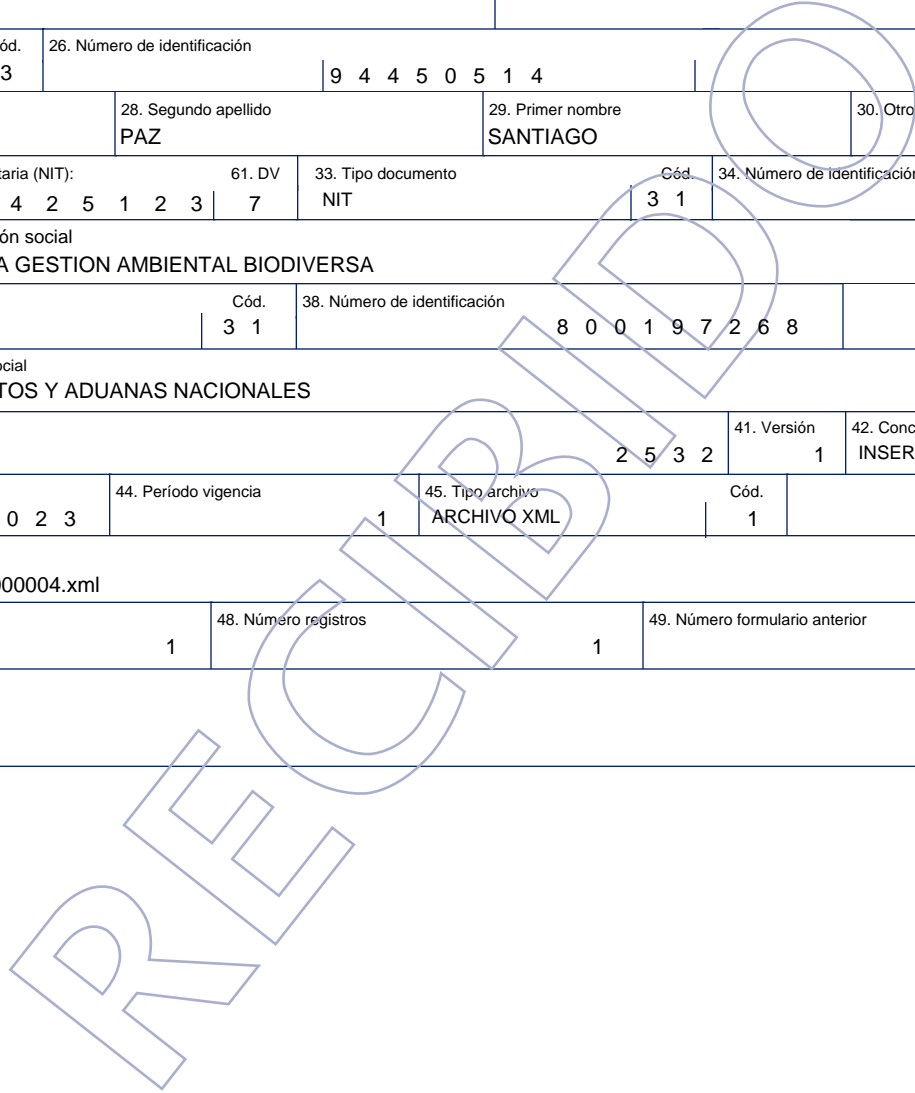 ód. 26. Número de identificación
3 9 4 4 5 0 5 1 4
28. Segundo apellido 29. Primer nombre 30. Otro
PAZ SANTIAGO
taria (NIT): 61. DV 33. Tipo documento Cód. 34. Número de identificación
4 2 5 1 2 3 7 NIT 3 1
ón social
A GESTION AMBIENTAL BIODIVERSA
Cód. 38. Número de identificación
3 1 8 0 0 1 9 7 2 6 8
ocial
TOS Y ADUANAS NACIONALES
41. Versión 42. Conc
2 5 3 2 1 INSER
44. Período vigencia 45. Tipo archivo Cód.
0 2 3 1 ARCHIVO XML 1
000004.xml
48. Número registros 49. Número formulario anterior
1 1
RECIBIDO